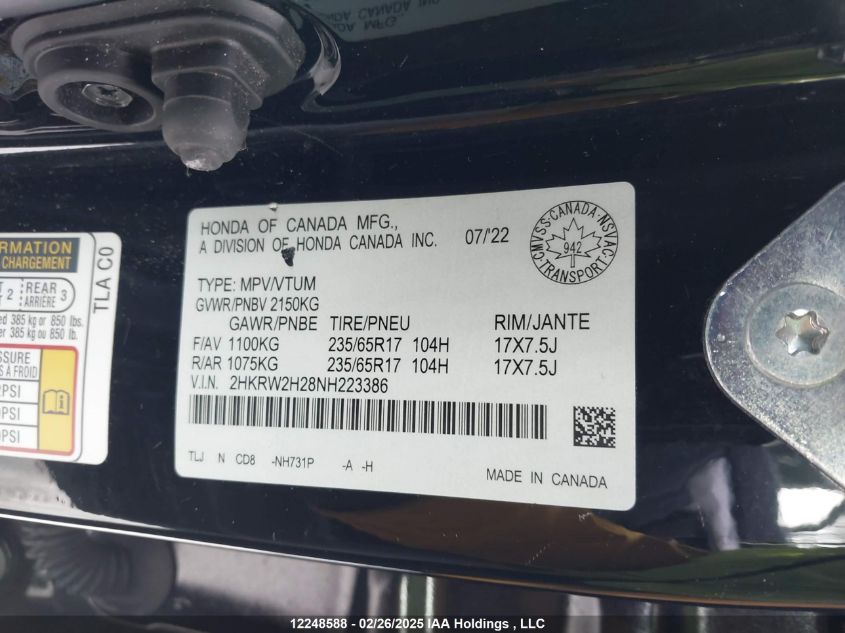 HONDA OF CANADA MFG.,
A DIVISION OF HONDA CANADA INC.
07/'22
CMVSS·CANADA·NSVAC
942
TRANSPORT
TYPE: MPV/VTUM
GVWR/PNBV 2150KG
GAWR/PNBE TIRE/PNEU RIM/JANTE
F/AV 1100KG 235/65R17 104H 17X7.5J
R/AR 1075KG 235/65R17 104H 17X7.5J
V.I.N. 2HKRW2H28NH223386
TLJ N CD8 -NH731P -A -H
MADE IN CANADA
ORMATION
CHARGEMENT
TLA C0
2 REAR 3
ARRIÈRE
385 kg or 850 lbs.
385 kg ou 850 lb.
À FROID
PSI
PSI
PSI
12248588 - 02/26/2025 IAA Holdings , LLC